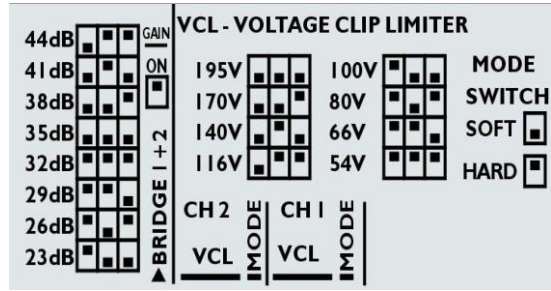 VCL - VOLTAGE CLIP LIMITER
44dB GAIN
41dB ON
38dB
35dB
32dB
29dB
26dB
23dB
BRIDGE 1+2
195V 100V
170V 80V
140V 66V
116V 54V
MODE
SWITCH
SOFT
HARD
CH 2 MODE CH 1 MODE
VCL VCL